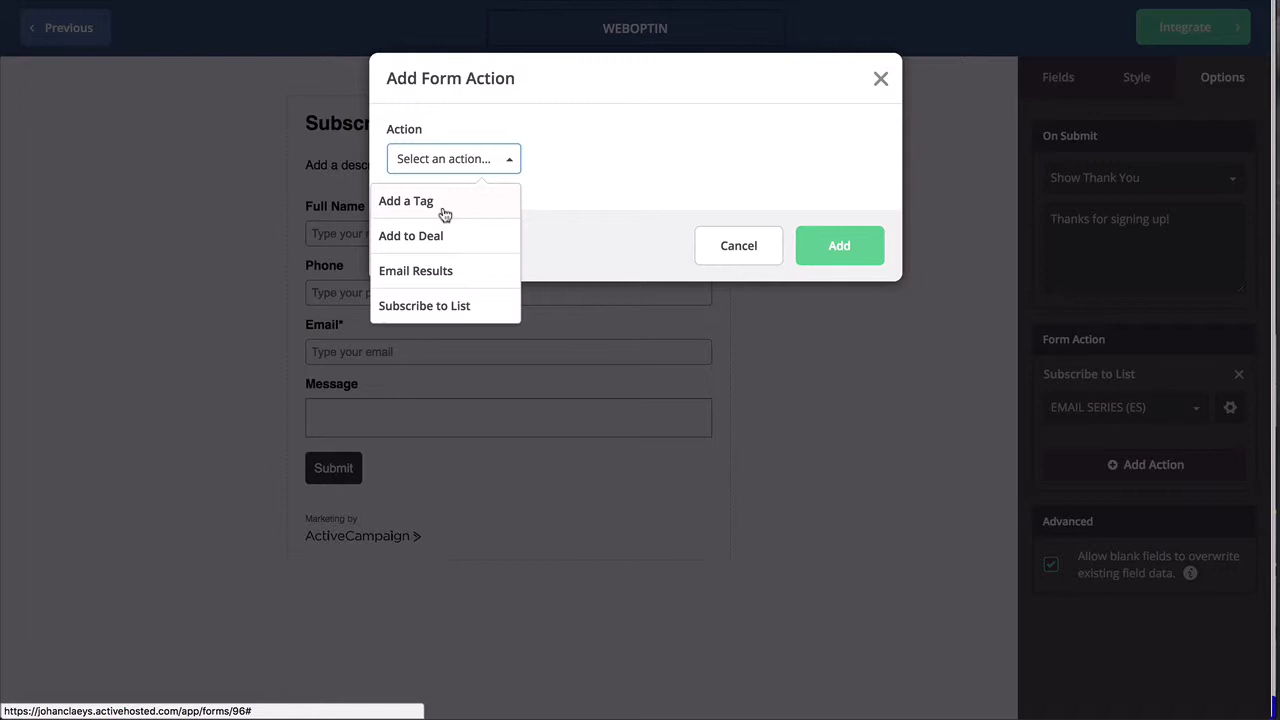 Previous
WEBOPTIN
Integrate
Add Form Action
Action
Select an action...
Add a Tag
Add to Deal
Email Results
Subscribe to List
Cancel
Add
Subscr
Add a descr
Full Name
Type your n
Phone
Type your p
Email*
Type your email
Message
Submit
Marketing by
ActiveCampaign
Fields
Style
Options
On Submit
Show Thank You
Thanks for signing up!
Form Action
Subscribe to List
EMAIL SERIES (ES)
Add Action
Advanced
Allow blank fields to overwrite
existing field data.
https://johanclaeys.activehosted.com/app/forms/96#